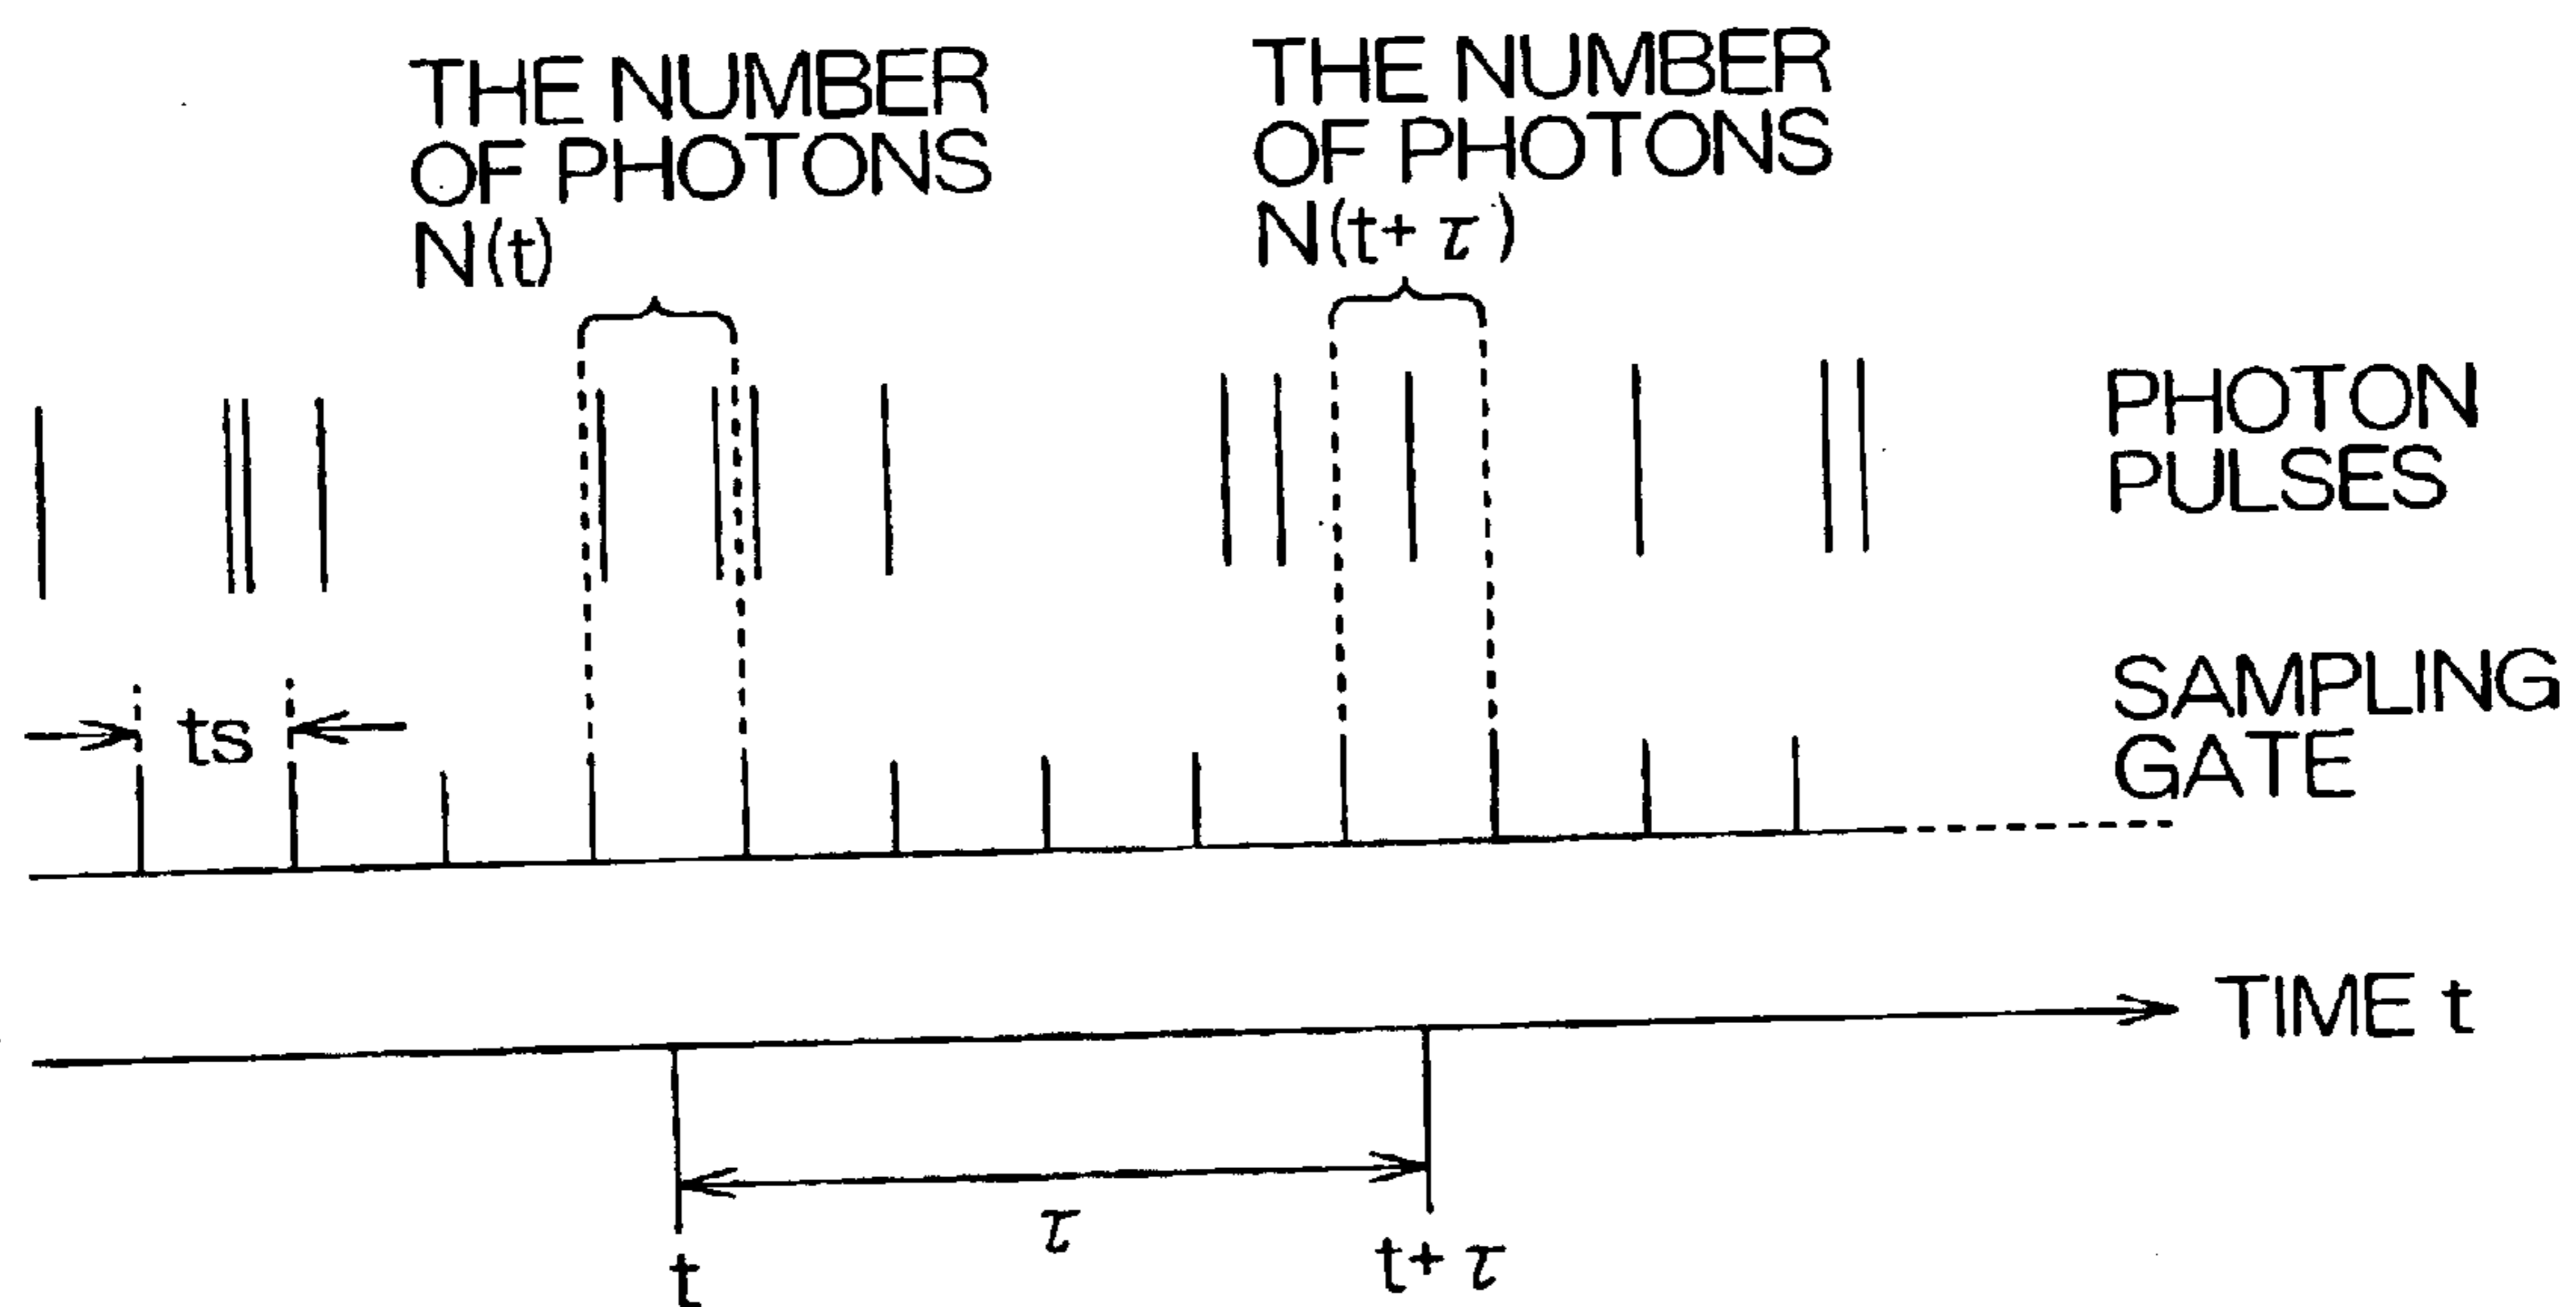 THE NUMBER
OF PHOTONS
N(t)
THE NUMBER
OF PHOTONS
N(t+ τ)
PHOTON
PULSES
ts
SAMPLING
GATE
TIME t
τ
t
t+ τ